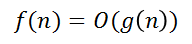 f(n) = O(g(n))